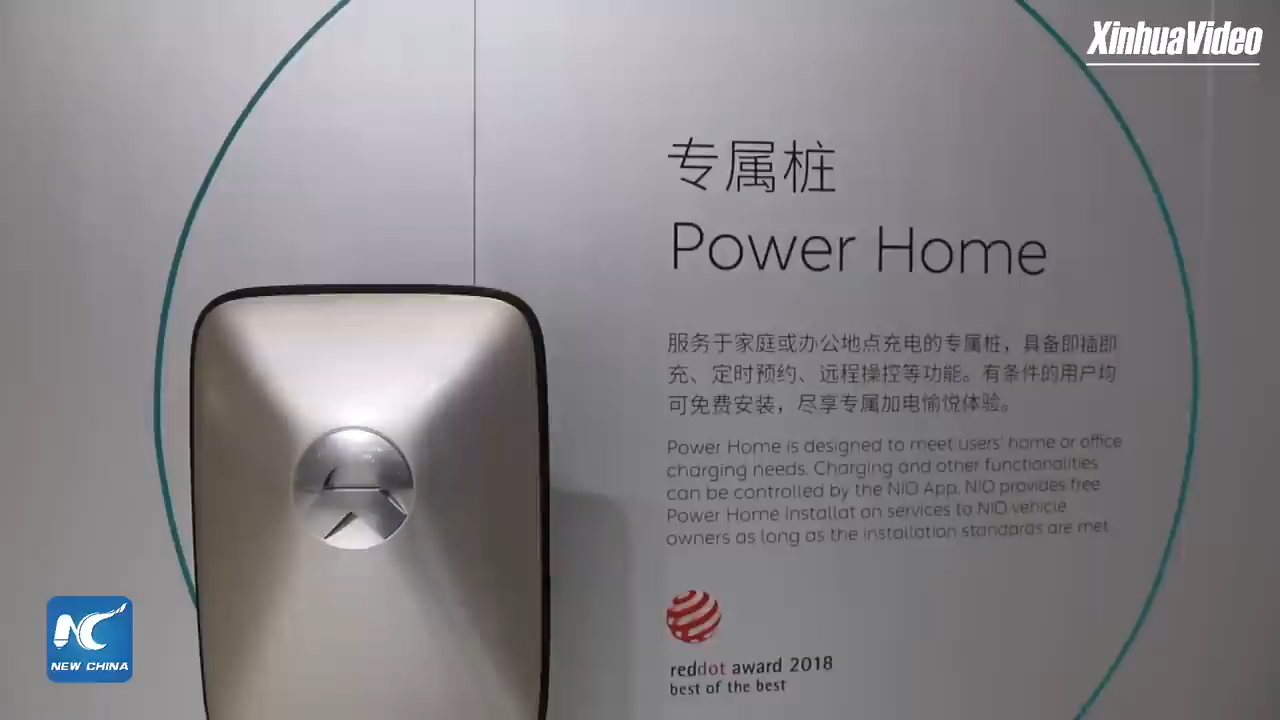 XinhuaVideo
专属桩
Power Home
服务于家庭或办公地点充电的专属桩，具备即插即
充、定时预约、远程操控等功能。有条件的用户均
可免费安装，尽享专属加电愉悦体验。
Power Home is designed to meet users' home or office
charging needs. Charging and other functionalities
can be controlled by the NIO App. NIO provides free
Power Home Installat on services to NIO vehicle
owners as long as the installation standards are met
reddot award 2018
best of the best
NC
NEW CHINA